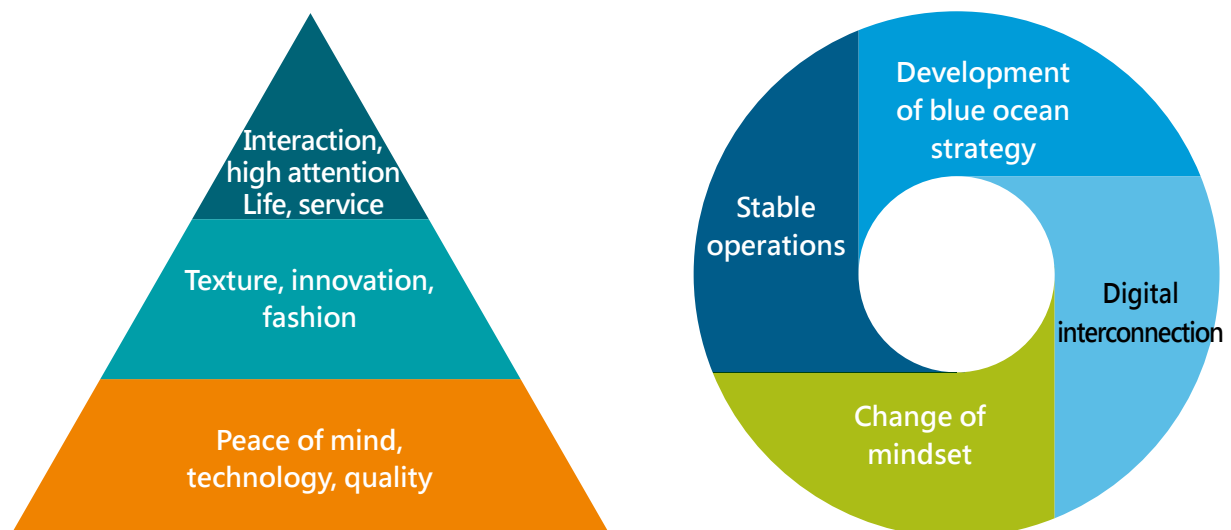 Interaction,
high attention
Life, service
Texture, innovation,
fashion
Peace of mind,
technology, quality
Development
of blue ocean
strategy
Stable
operations
Digital
interconnection
Change of
mindset